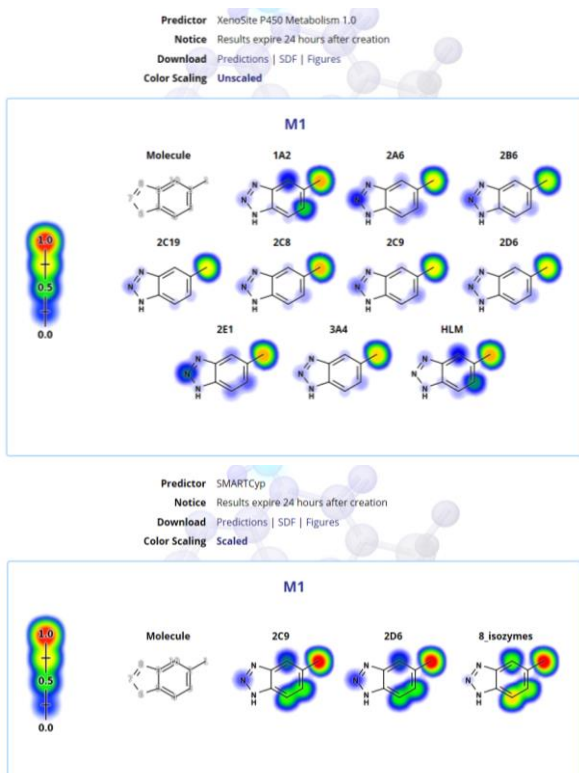 Predictor XenoSite P450 Metabolism 1.0
Notice Results expire 24 hours after creation
Download Predictions | SDF | Figures
Color Scaling Unscaled
M1
Molecule 1A2 2A6 2B6
1.0
0.5
0.0
N
N
N
H
N
N
N
H
N
N
N
H
2C19 2C8 2C9 2D6
N
N
N
H
N
N
N
H
N
N
N
H
N
N
N
H
2E1 3A4 HLM
N
N
N
H
N
N
N
H
N
N
N
H
Predictor SMARTCyp
Notice Results expire 24 hours after creation
Download Predictions | SDF | Figures
Color Scaling Scaled
M1
Molecule 2C9 2D6 8_isozymes
1.0
0.5
0.0
N
N
N
H
N
N
N
H
N
N
N
H